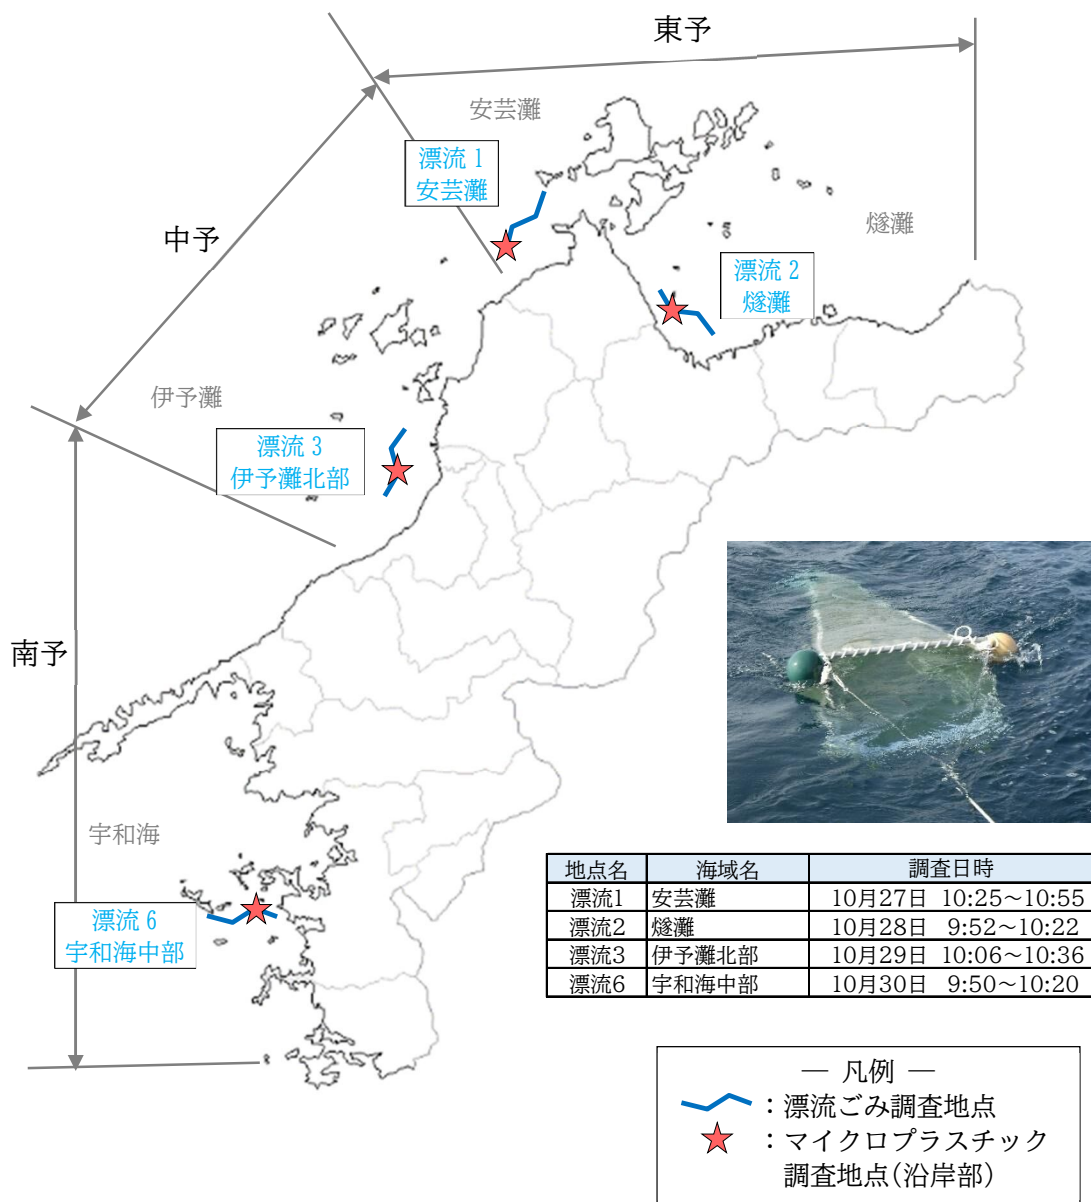 東予
安芸灘
漂流 1
安芸灘
中予
燧灘
漂流 2
燧灘
伊予灘
漂流 3
伊予灘北部
南予
宇和海
漂流 6
宇和海中部
地点名 海域名 調査日時
漂流1 安芸灘 10月27日 10:25～10:55
漂流2 燧灘 10月28日 9:52～10:22
漂流3 伊予灘北部 10月29日 10:06～10:36
漂流6 宇和海中部 10月30日 9:50～10:20
― 凡例 ―
：漂流ごみ調査地点
：マイクロプラスチック
調査地点(沿岸部)